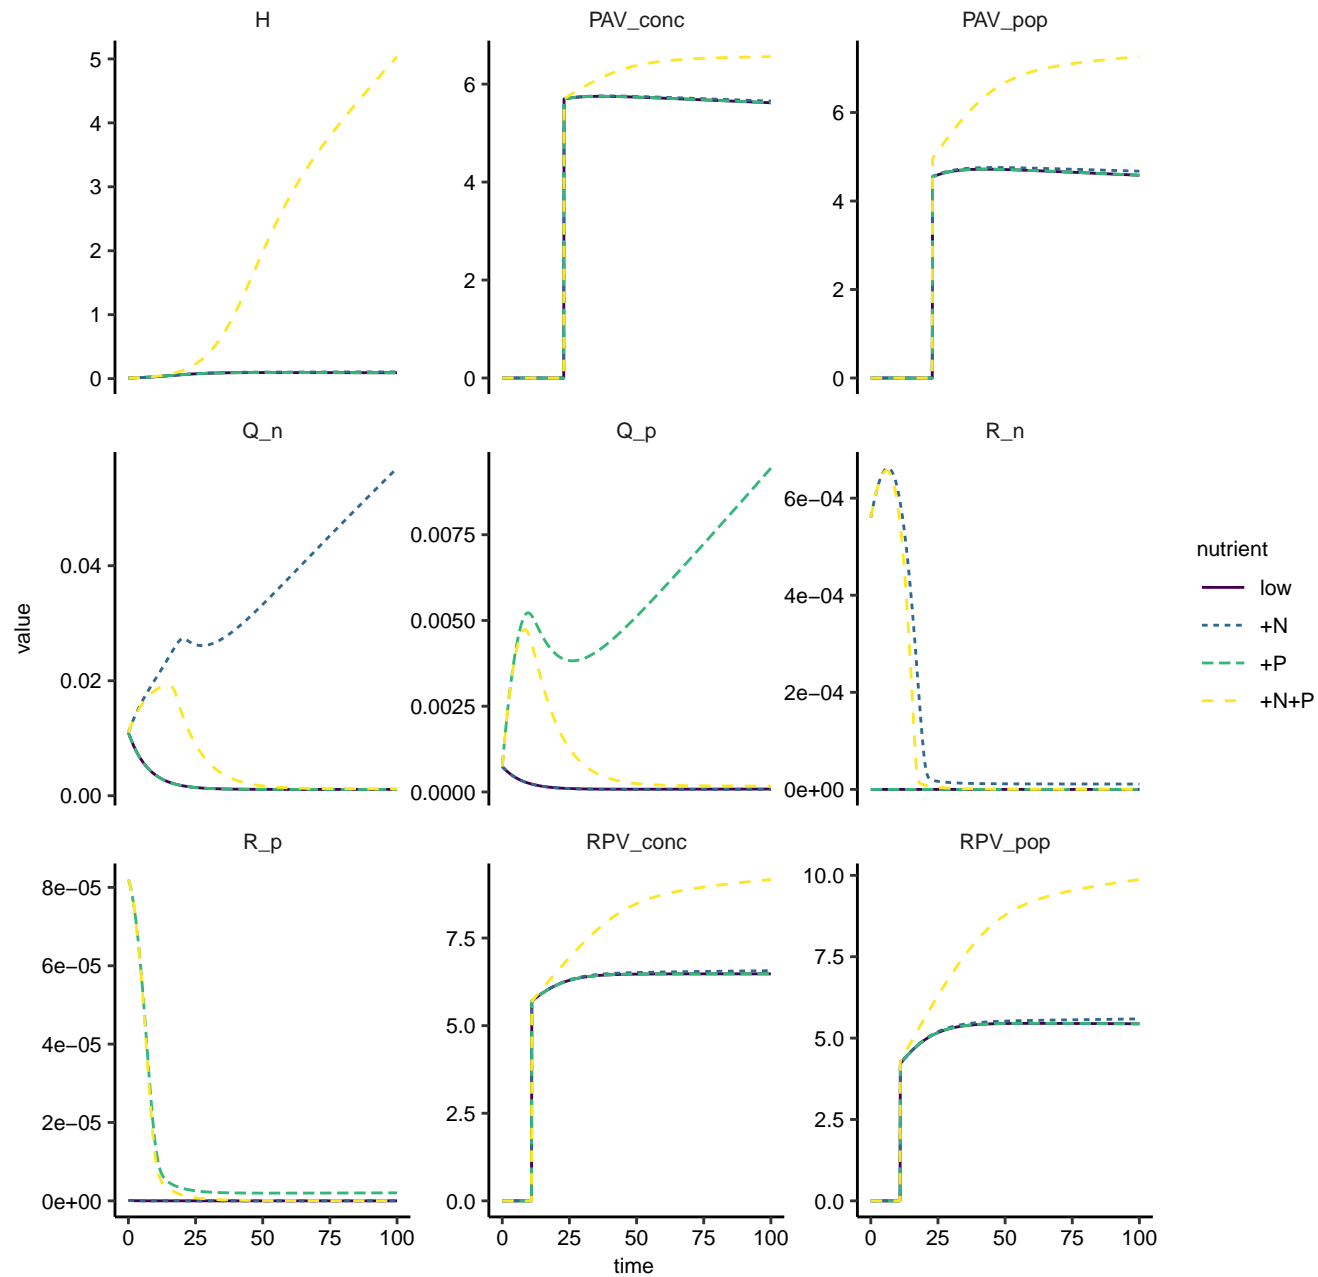 H
PAV_conc
PAV_pop
5
4
3
2
1
0
6
4
2
0
6
4
2
0
Q_n
Q_p
R_n
0.04
0.02
0.00
0.0075
0.0050
0.0025
0.0000
6e−04
4e−04
2e−04
0e+00
value
nutrient
low
+N
+P
+N+P
R_p
RPV_conc
RPV_pop
8e−05
6e−05
4e−05
2e−05
0e+00
7.5
5.0
2.5
0.0
10.0
7.5
5.0
2.5
0.0
0 25 50 75 100
0 25 50 75 100
0 25 50 75 100
time